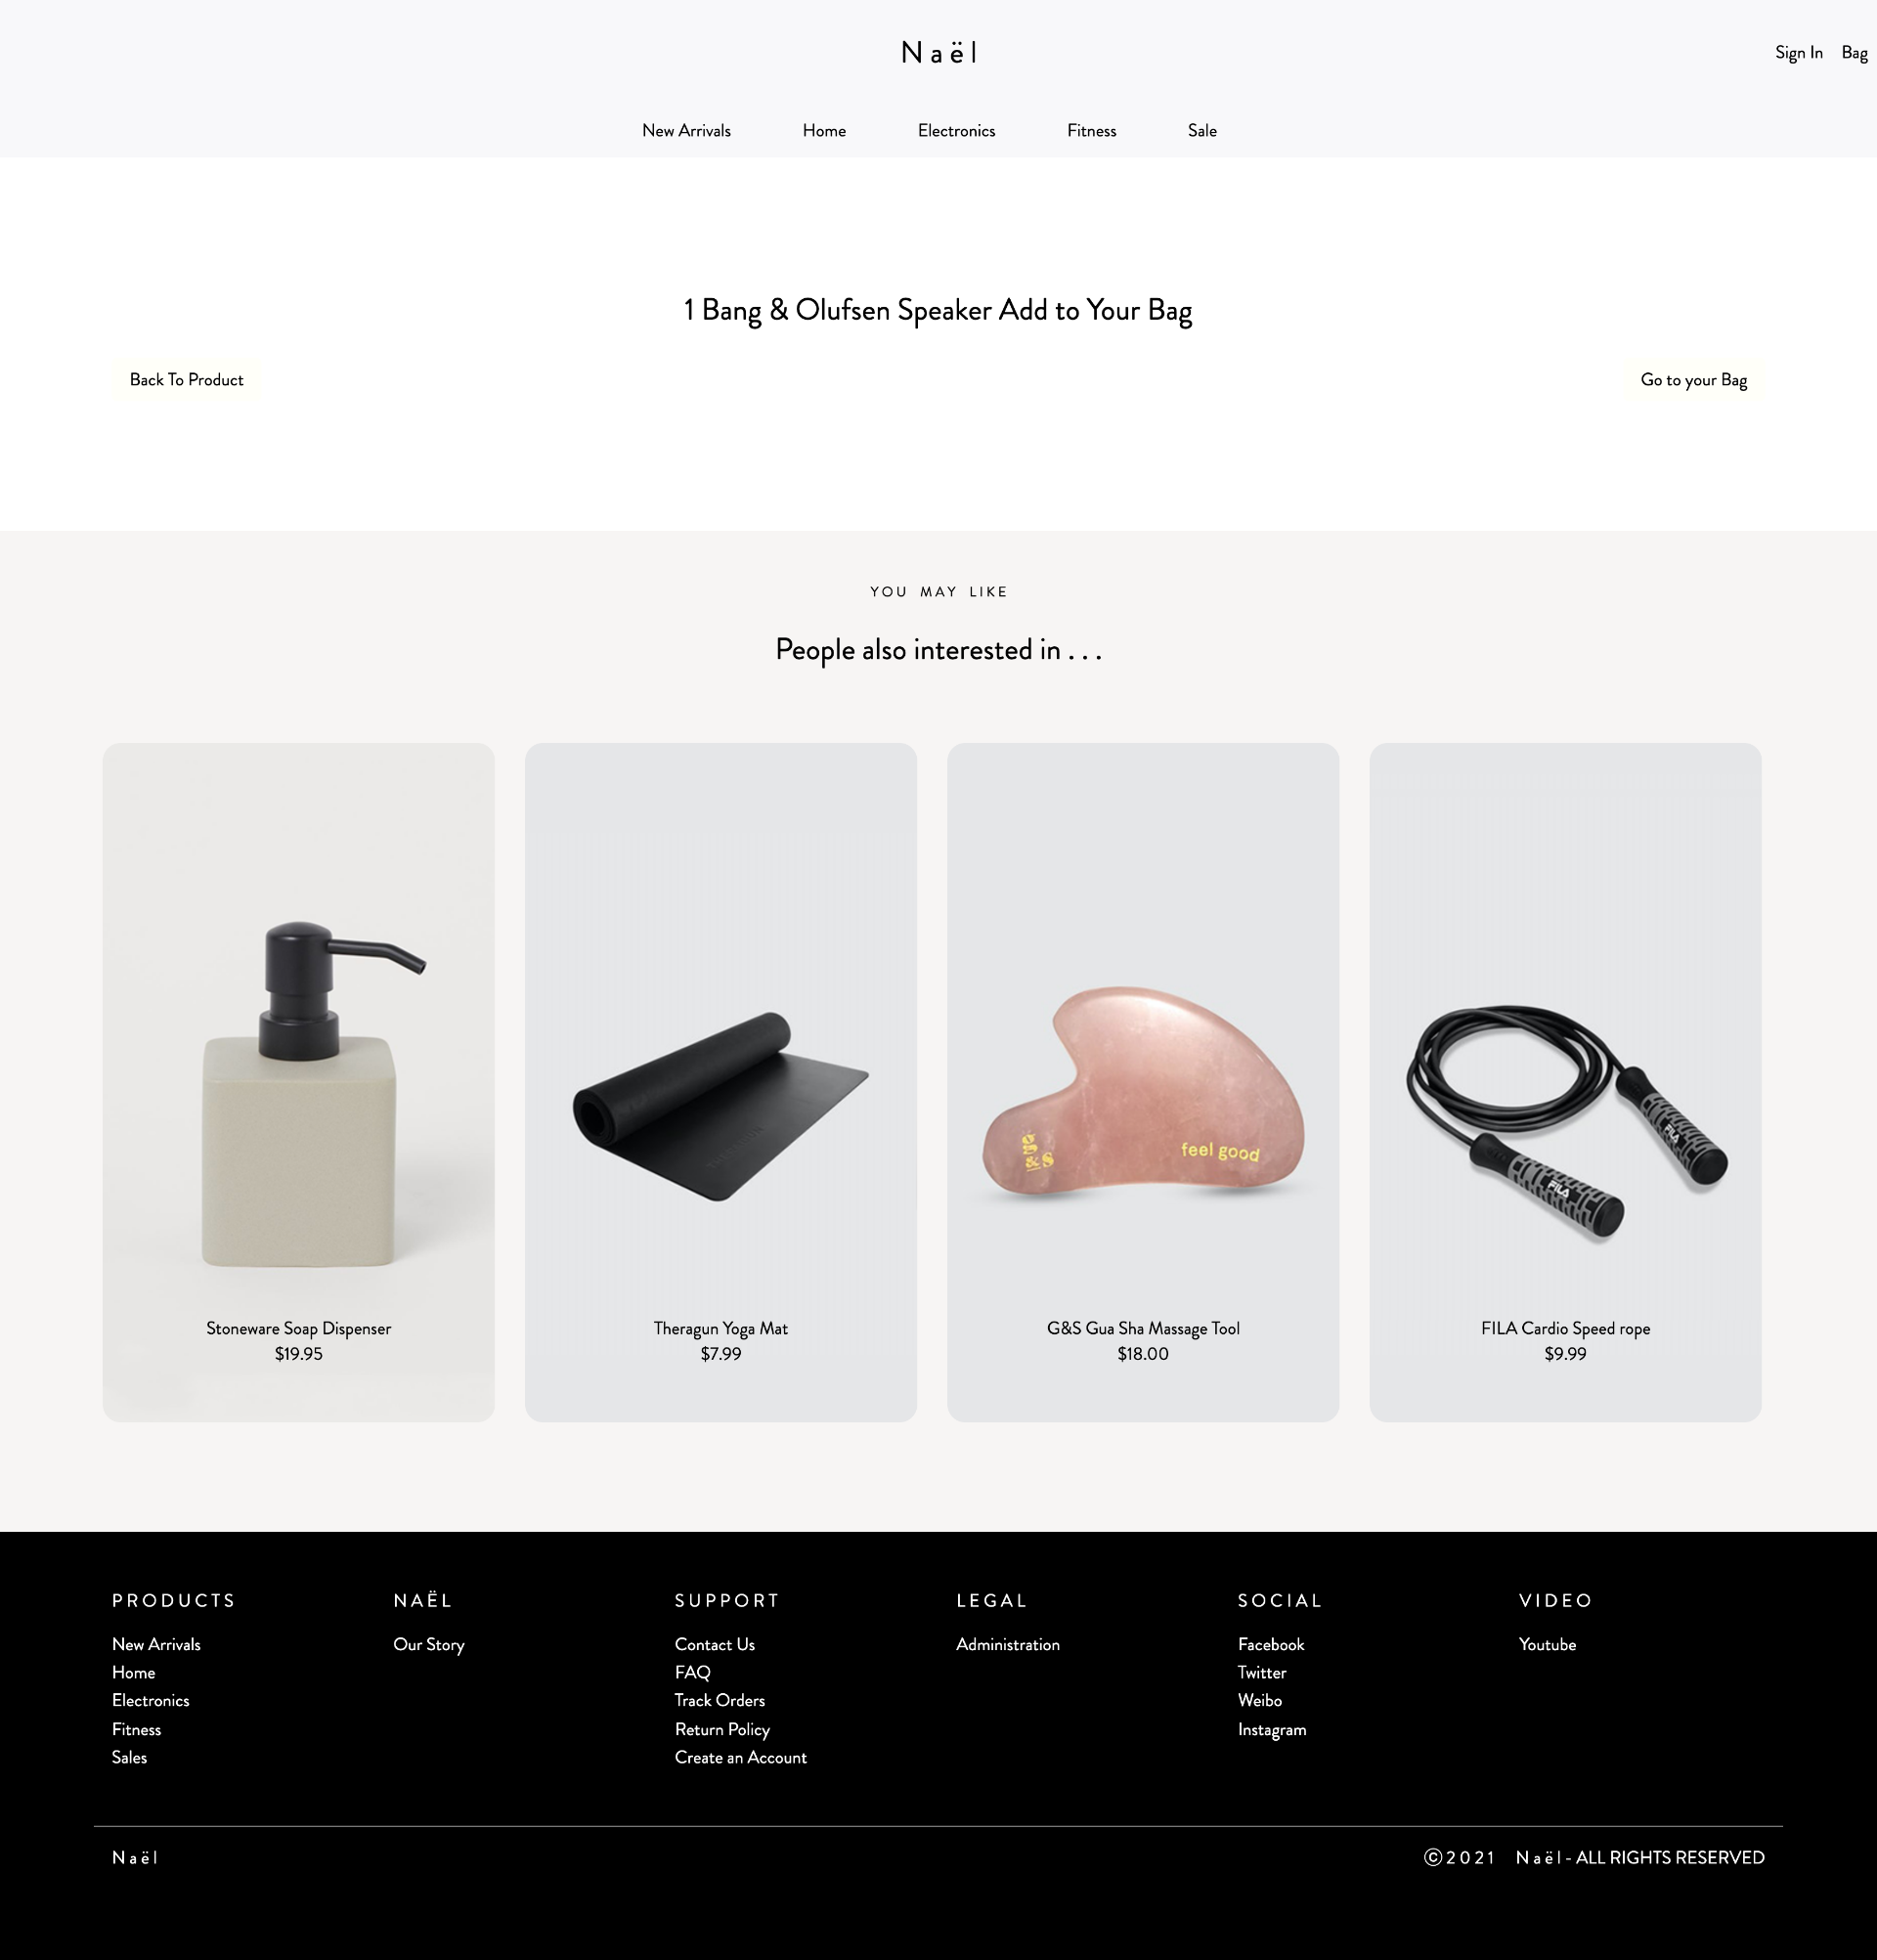 Naël
Sign In Bag
New Arrivals Home Electronics Fitness Sale
1 Bang & Olufsen Speaker Add to Your Bag
Back To Product Go to your Bag
YOU MAY LIKE
People also interested in . . .
THERAGUN
g& g& S
feel good
FILA
FILA
Stoneware Soap Dispenser
$19.95
Theragun Yoga Mat
$7.99
G&S Gua Sha Massage Tool
$18.00
FILA Cardio Speed rope
$9.99
PRODUCTS
New Arrivals
Home
Electronics
Fitness
Sales
NAËL
Our Story
SUPPORT
Contact Us
FAQ
Track Orders
Return Policy
Create an Account
LEGAL
Administration
SOCIAL
Facebook
Twitter
Weibo
Instagram
VIDEO
Youtube
Naël
©2021 Naël- ALL RIGHTS RESERVED